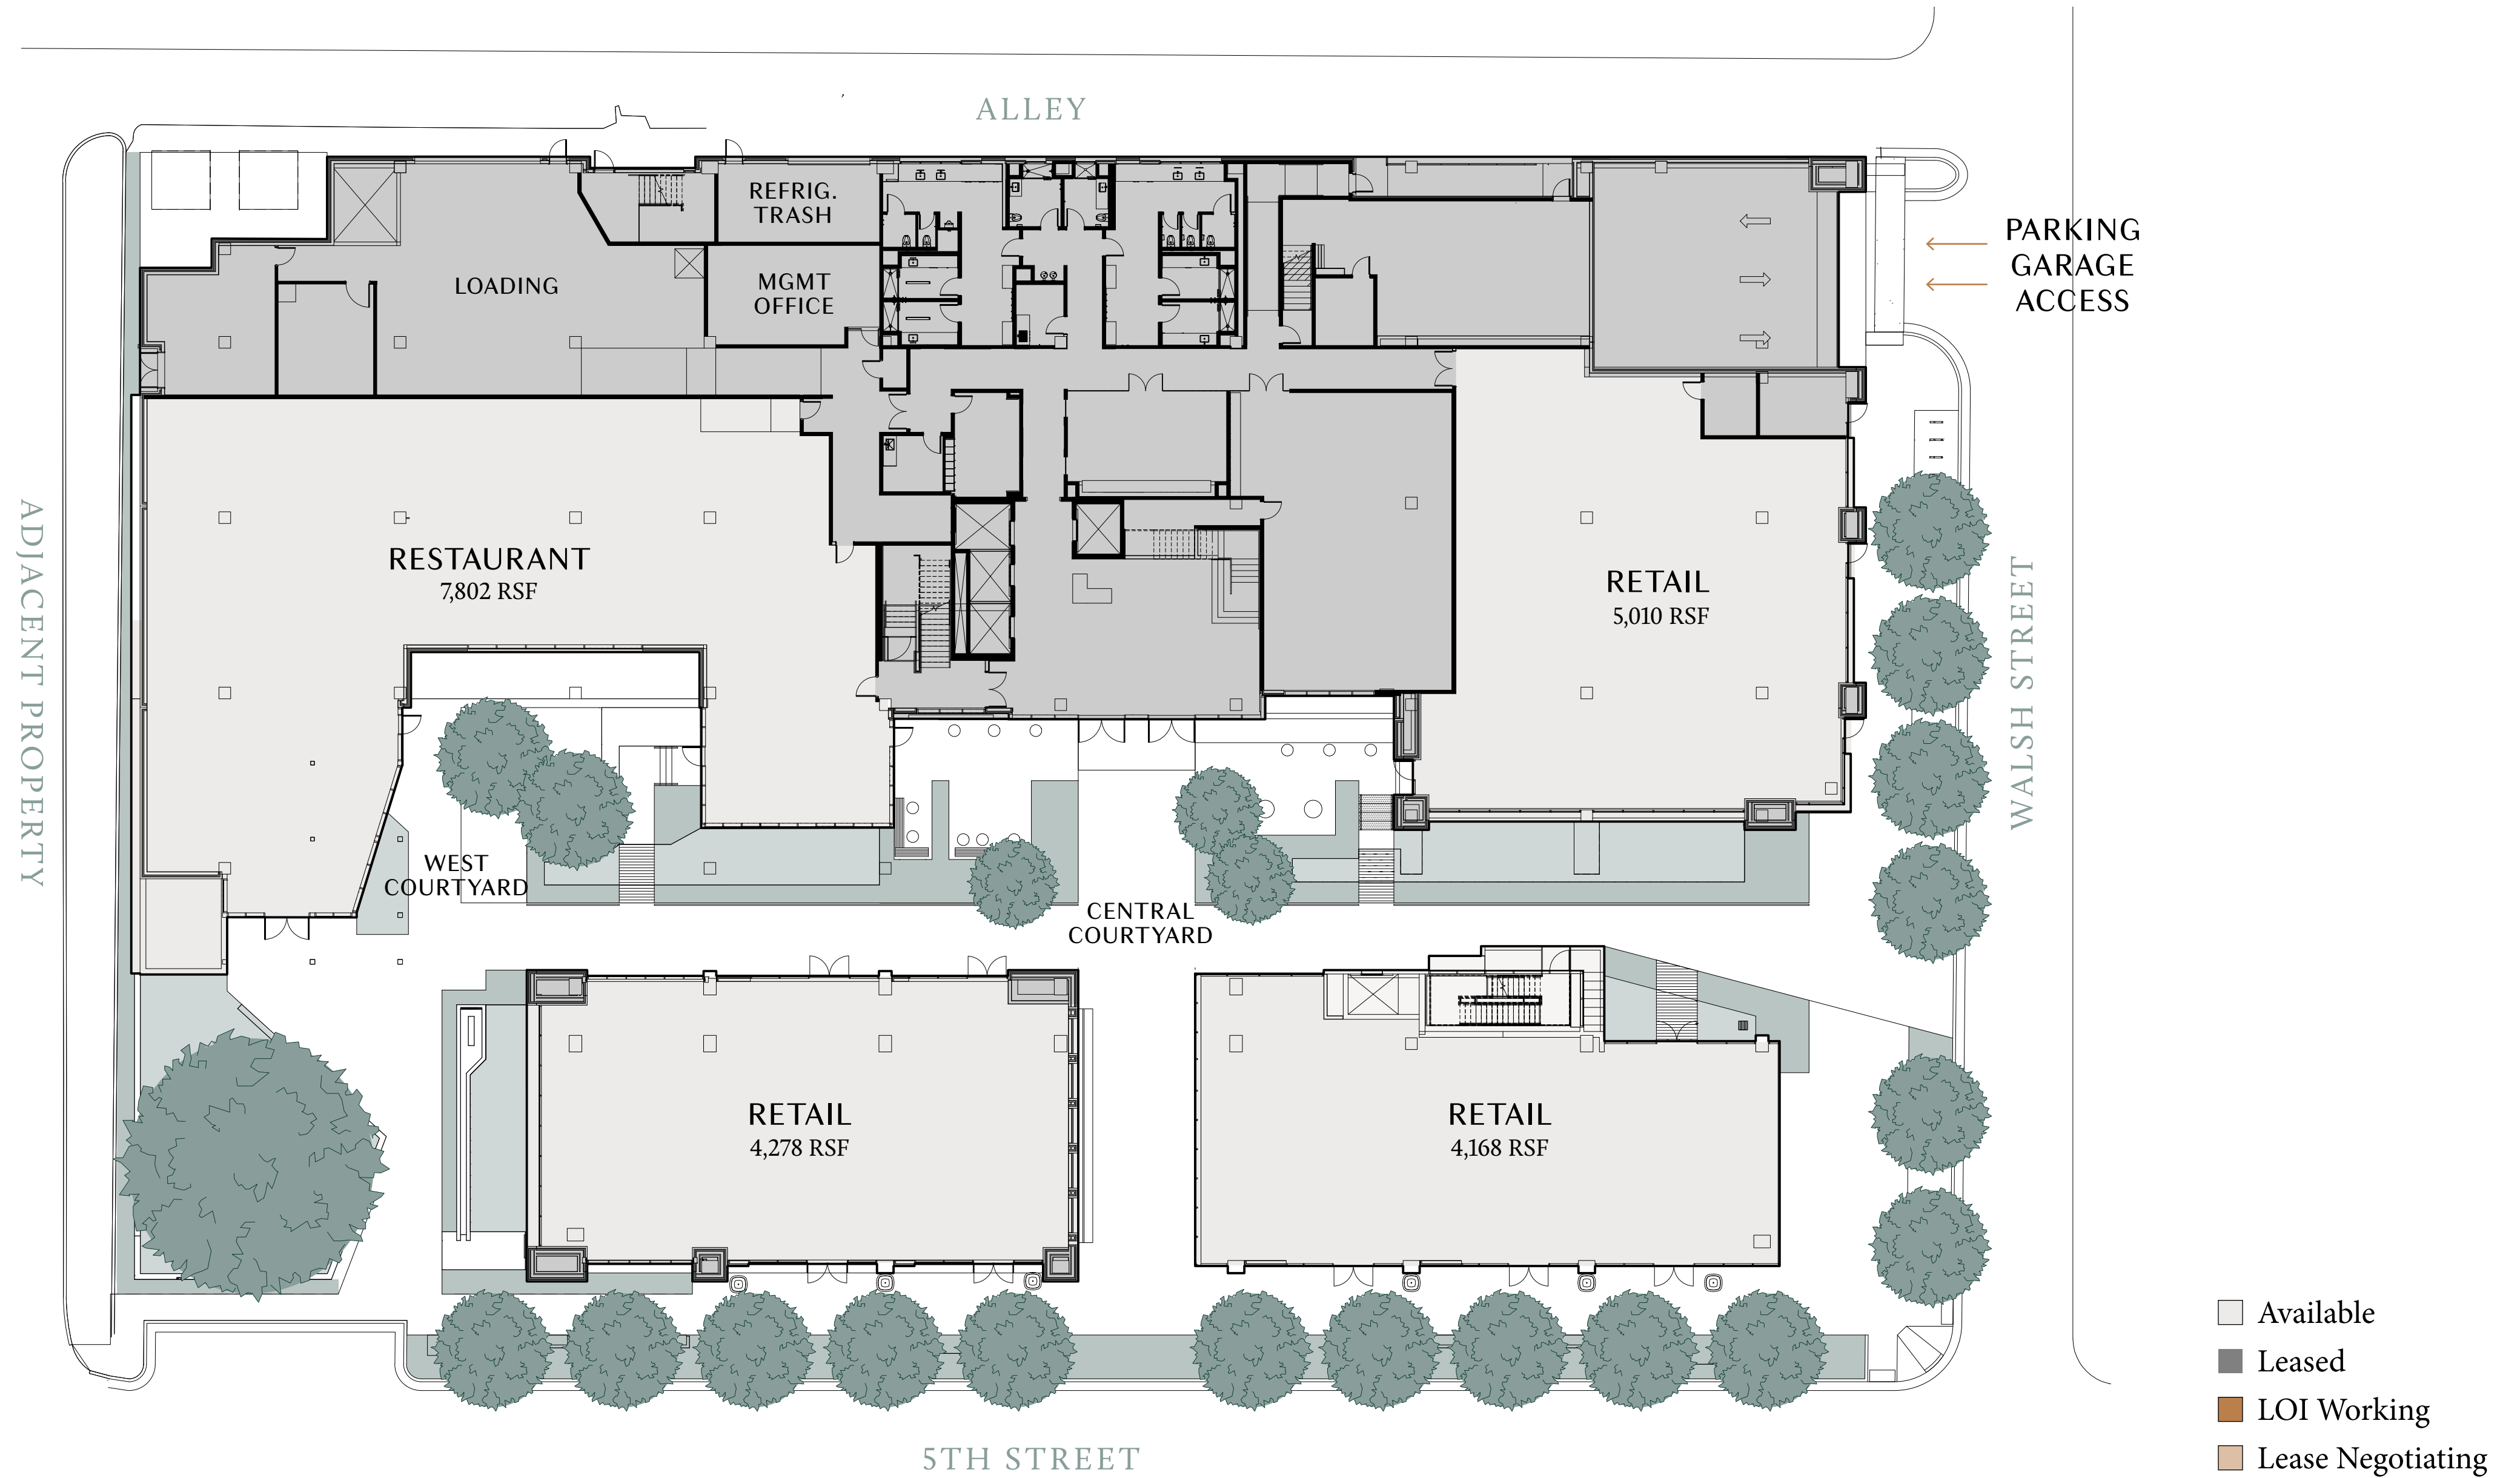 ALLEY
REFRIG.
TRASH
PARKING
GARAGE
ACCESS
LOADING
MGMT
OFFICE
ADJACENT PROPERTY
RESTAURANT
7,802 RSF
RETAIL
5,010 RSF
WALSH STREET
WEST
COURTYARD
CENTRAL
COURTYARD
RETAIL
4,278 RSF
RETAIL
4,168 RSF
Available
Leased
LOI Working
Lease Negotiating
5TH STREET